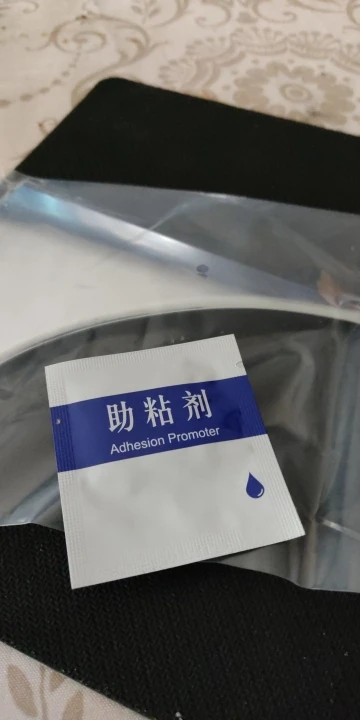 助粘剂
Adhesion Promoter